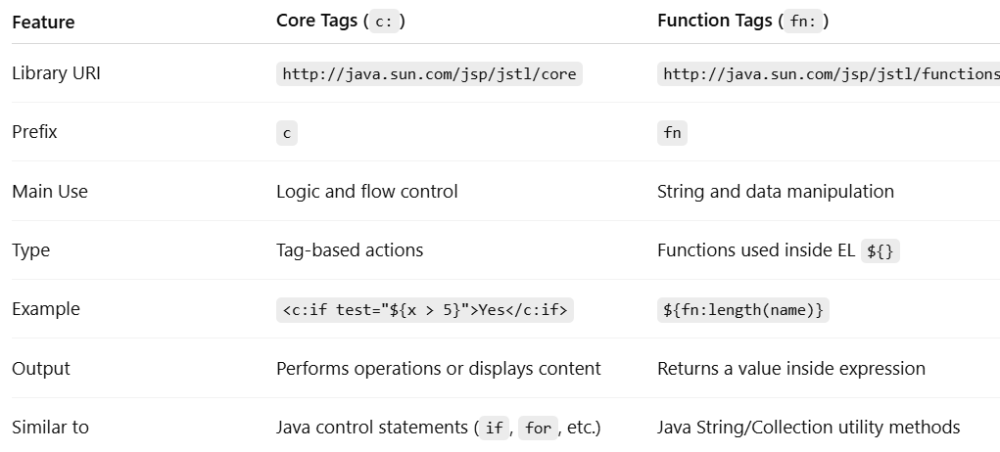 Feature Core Tags ( c: ) Function Tags ( fn: )
Library URI http://java.sun.com/jsp/jstl/core http://java.sun.com/jsp/jstl/functions
Prefix c fn
Main Use Logic and flow control String and data manipulation
Type Tag-based actions Functions used inside EL ${}
Example <c:if test="${x > 5}">Yes</c:if> ${fn:length(name)}
Output Performs operations or displays content Returns a value inside expression
Similar to Java control statements ( if , for , etc.) Java String/Collection utility methods